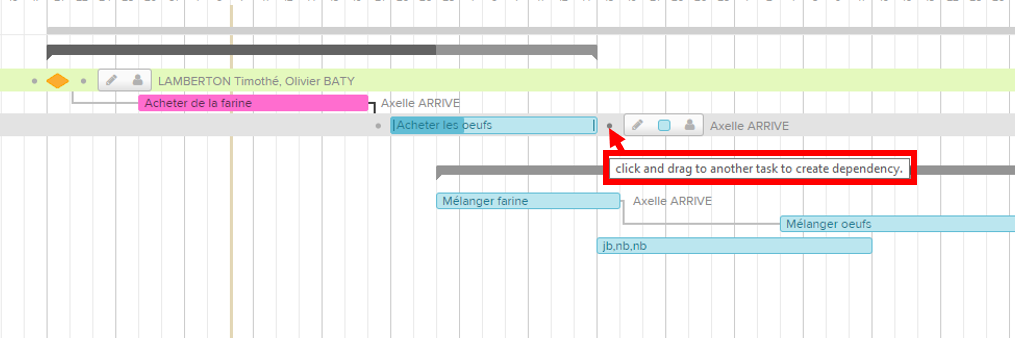 LAMBERTON Timothé, Olivier BATY
Acheter de la farine
Axelle ARRIVE
Acheter les oeufs
Axelle ARRIVE
click and drag to another task to create dependency.
Mélanger farine
Axelle ARRIVE
Mélanger oeufs
jb,nb,nb